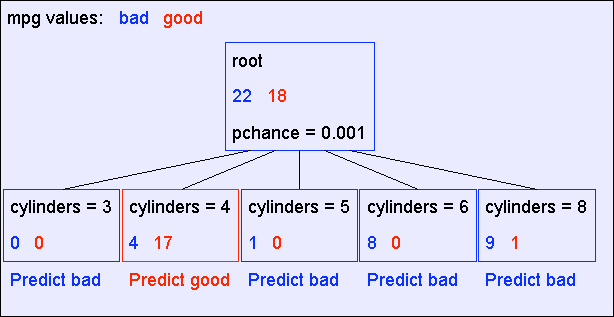 mpg values: bad good
root
22 18
pchance = 0.001
cylinders = 3 cylinders = 4 cylinders = 5 cylinders = 6 cylinders = 8
0 0 4 17 1 0 8 0 9 1
Predict bad Predict good Predict bad Predict bad Predict bad